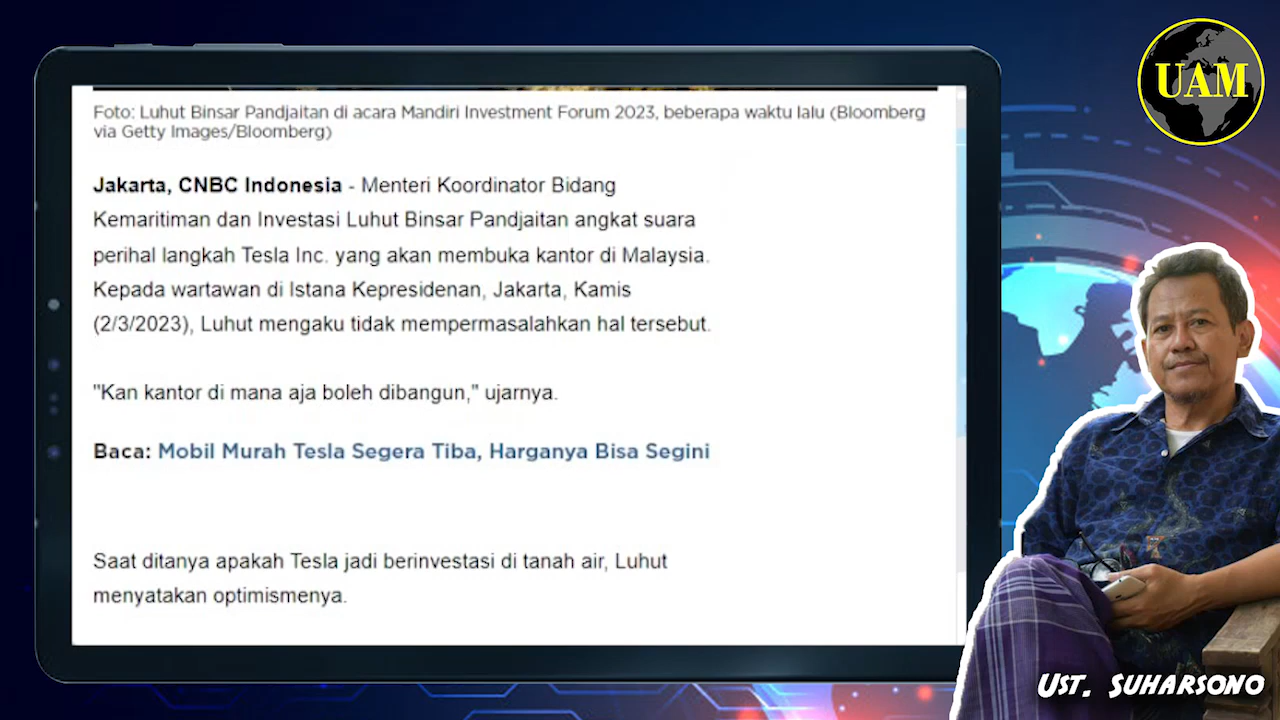 UAM
Foto: Luhut Binsar Pandjaitan di acara Mandiri Investment Forum 2023, beberapa waktu lalu (Bloomberg
via Getty Images/Bloomberg)
Jakarta, CNBC Indonesia - Menteri Koordinator Bidang
Kemaritiman dan Investasi Luhut Binsar Pandjaitan angkat suara
perihal langkah Tesla Inc. yang akan membuka kantor di Malaysia.
Kepada wartawan di Istana Kepresidenan, Jakarta, Kamis
(2/3/2023), Luhut mengaku tidak mempermasalahkan hal tersebut.
"Kan kantor di mana aja boleh dibangun," ujarnya.
Baca: Mobil Murah Tesla Segera Tiba, Harganya Bisa Segini
Saat ditanya apakah Tesla jadi berinvestasi di tanah air, Luhut
menyatakan optimismenya.
UST. SUHARSONO